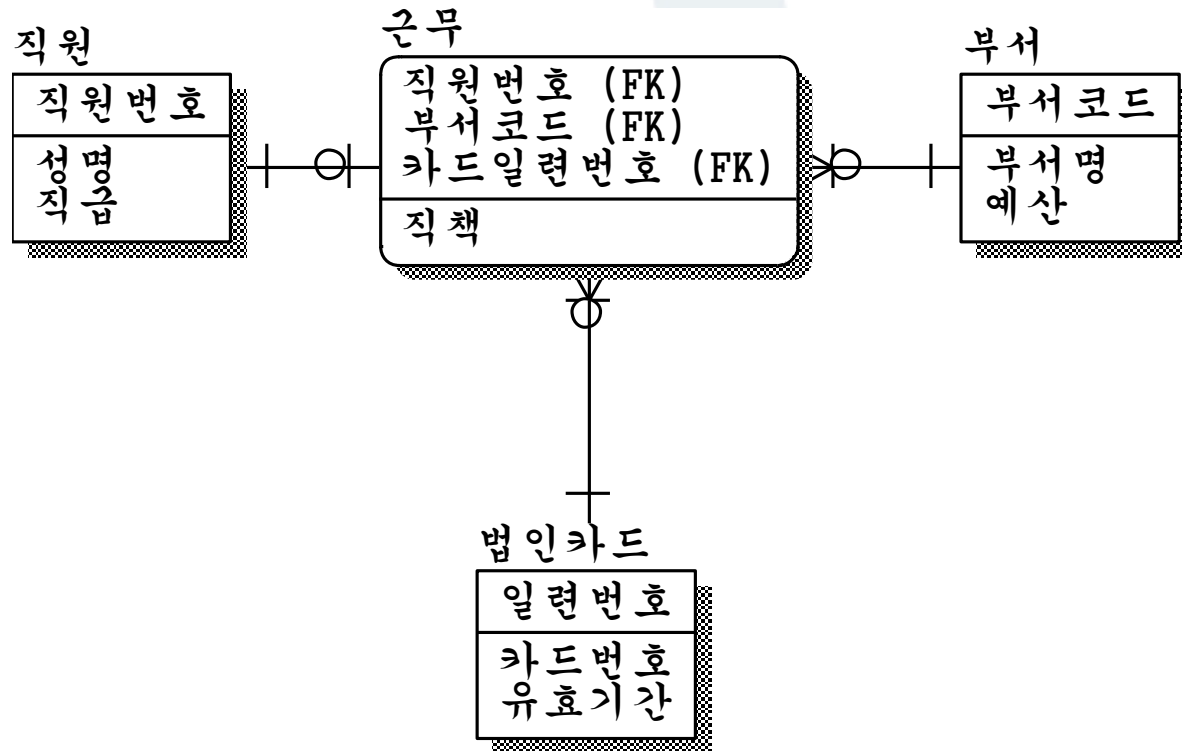 직원
직원번호
성명
직급
근무
직원번호 (FK)
부서코드 (FK)
카드일련번호 (FK)
직책
부서
부서코드
부서명
예산
법인카드
일련번호
카드번호
유효기간